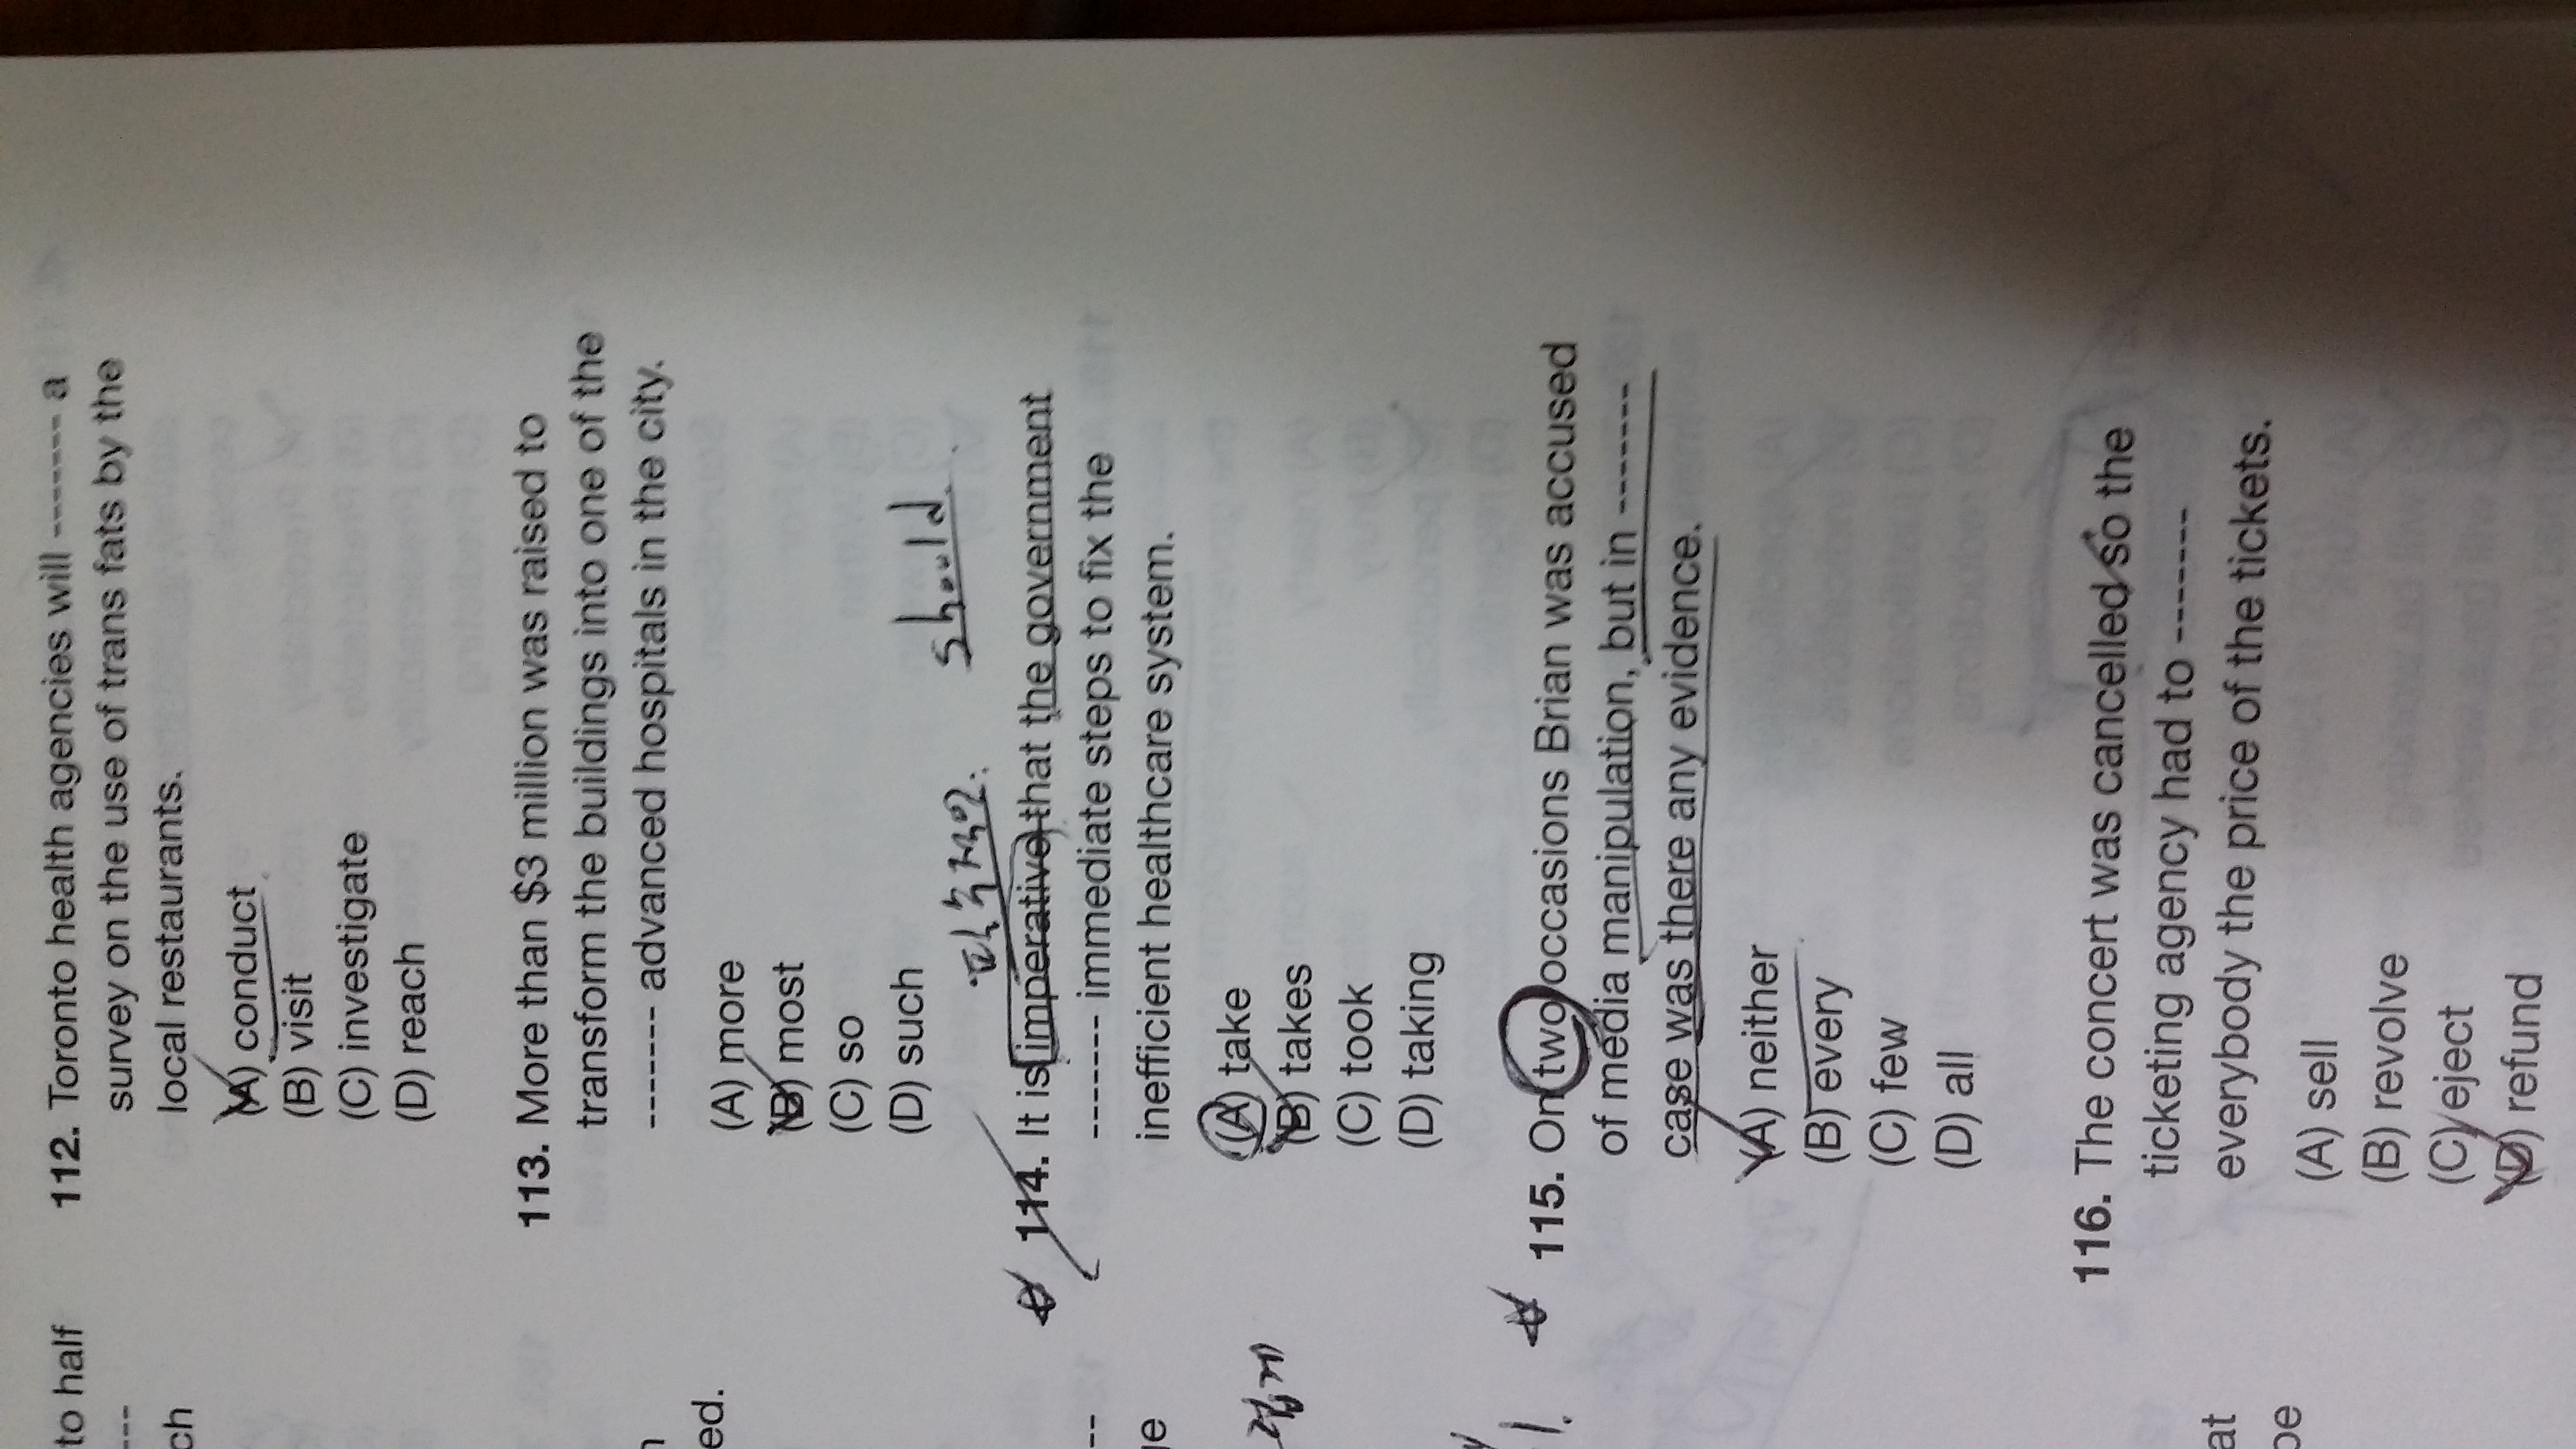 to half
---
ch
ed.
--
ge
at
be
112. Toronto health agencies will ------- a
survey on the use of trans fats by the
local restaurants.
(A) conduct
(B) visit
(C) investigate
(D) reach
113. More than $3 million was raised to
transform the buildings into one of the
------- advanced hospitals in the city.
(A) more
(B) most
(C) so
(D) such
should
114. It is imperative that the government
------- immediate steps to fix the
inefficient healthcare system.
(A) take
(B) takes
(C) took
(D) taking
115. On two occasions Brian was accused
of media manipulation, but in -------
case was there any evidence.
(A) neither
(B) every
(C) few
(D) all
116. The concert was cancelled so the
ticketing agency had to -------
everybody the price of the tickets.
(A) sell
(B) revolve
(C) eject
(D) refund